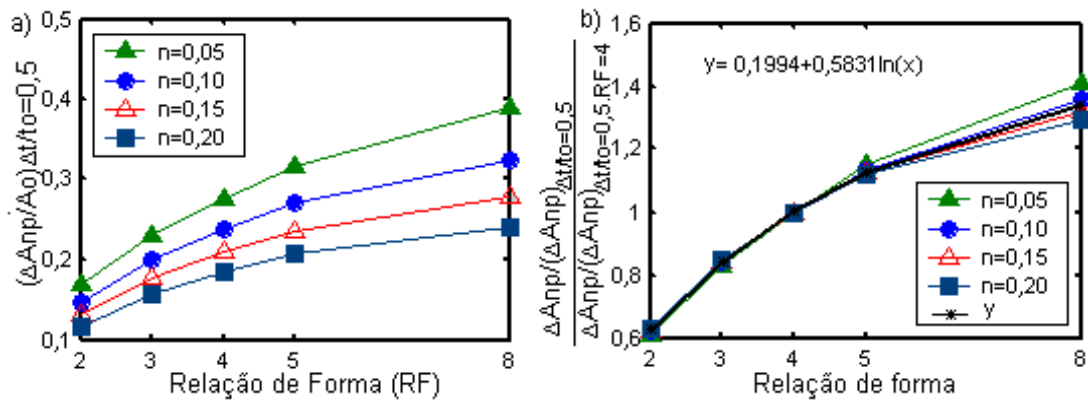 a)
(ΔAnp/Ao) Δt/to=0,5
0,5
0,4
0,3
0,2
0,1
n=0,05
n=0,10
n=0,15
n=0,20
2 3 4 5 8
Relação de Forma (RF)
b)
ΔAnp/(ΔAnp)Δt/to=0,5
ΔAnp/(ΔAnp)Δt/to=0,5.RF=4
1,6
1,4
1,2
1
0,8
0,6
y= 0,1994+0,5831ln(x)
n=0,05
n=0,10
n=0,15
n=0,20
y
2 3 4 5 8
Relação de forma